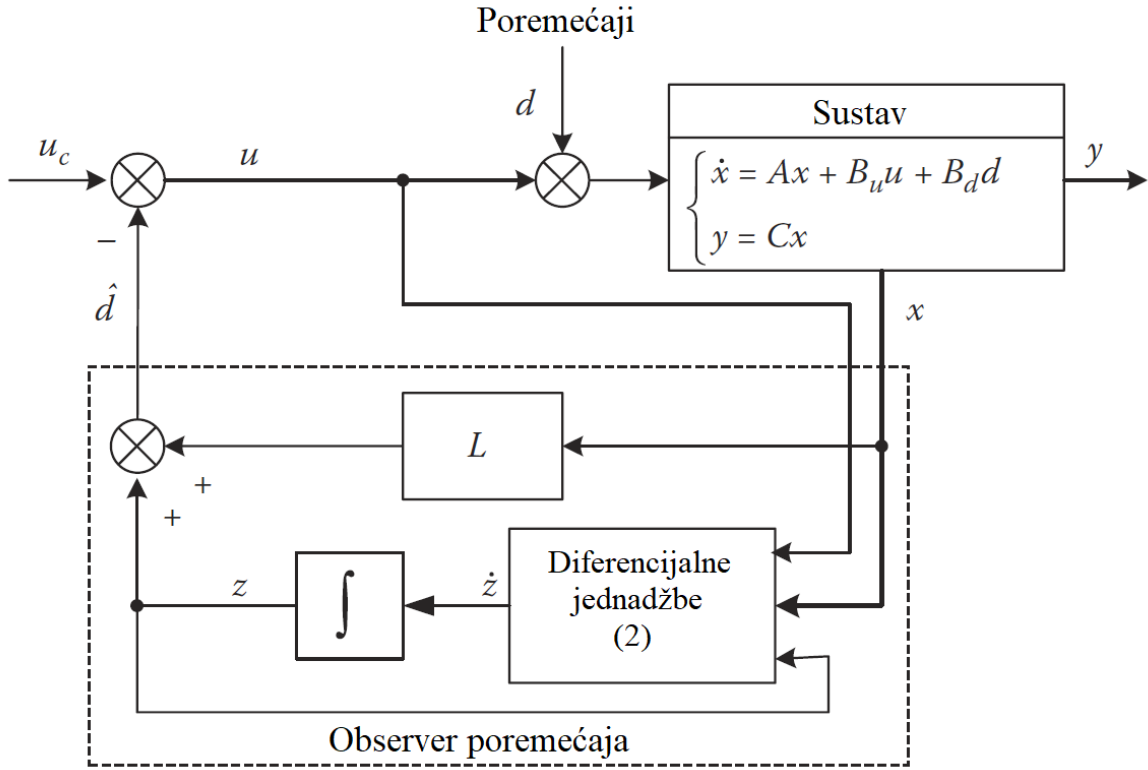 Poremećaji
d
Sustav
u_c
u
ẋ = Ax + B_u u + B_d d
y
y = Cx
−
d̂
x
L
+
+
Diferencijalne
jednadžbe
(2)
z
∫
ż
Observer poremećaja